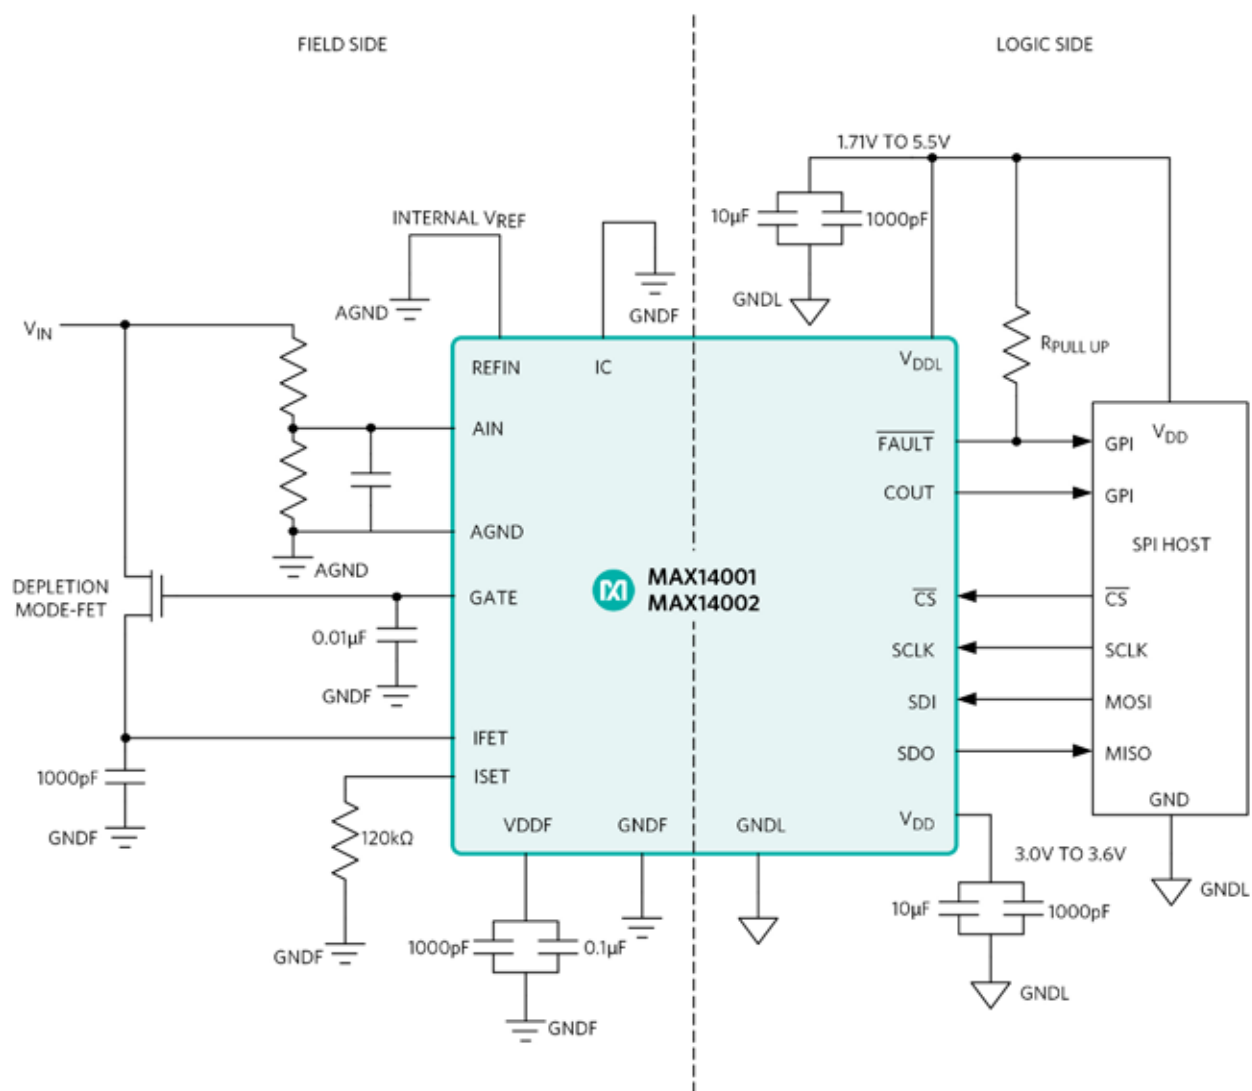 FIELD SIDE
LOGIC SIDE
1.71V TO 5.5V
10µF
1000pF
GNDL
INTERNAL VREF
AGND
GNDF
VIN
RPULL UP
REFIN
IC
VDDL
AIN
FAULT
GPI
VDD
COUT
GPI
AGND
SPI HOST
AGND
DEPLETION
MODE-FET
GATE
MAX14001
MAX14002
CS
CS
0.01µF
SCLK
SCLK
GNDF
SDI
MOSI
IFET
SDO
MISO
1000pF
ISET
GNDF
120kΩ
VDDF
GNDF
GNDL
VDD
GND
3.0V TO 3.6V
GNDL
10µF
1000pF
GNDF
1000pF
0.1µF
GNDL
GNDF